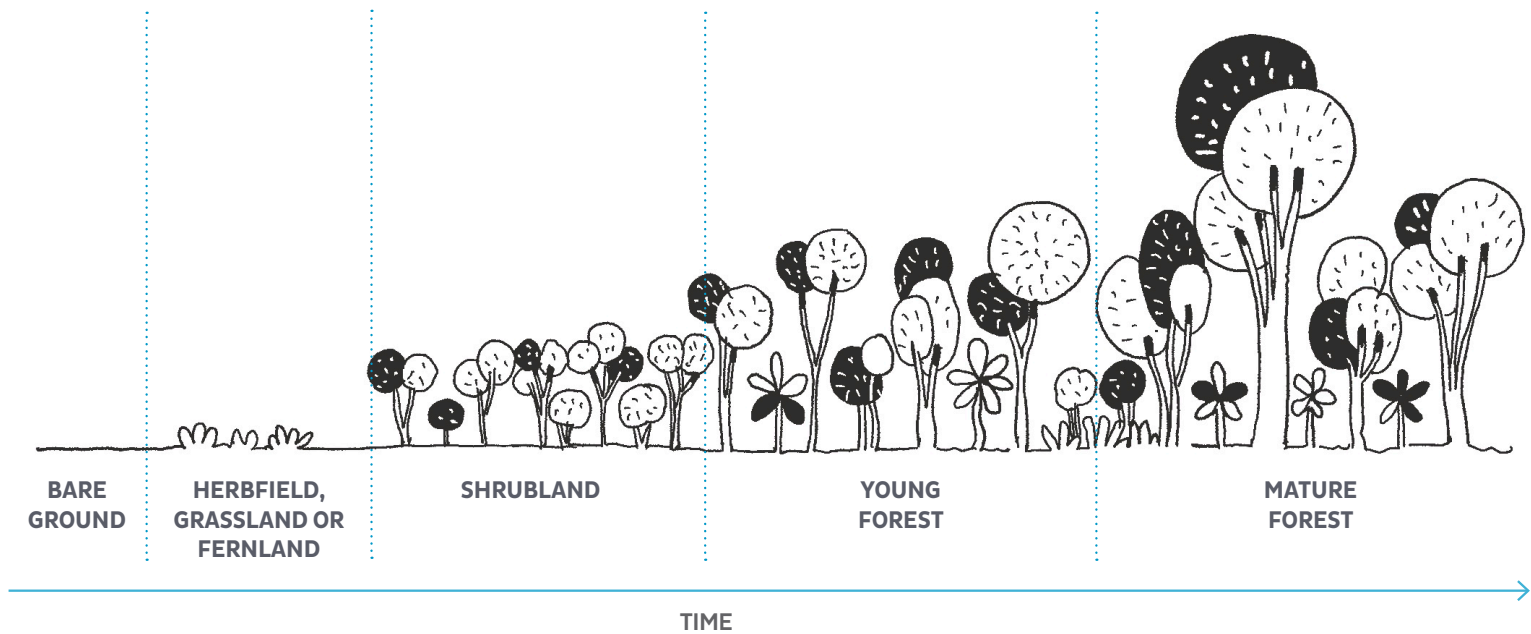 BARE
GROUND
HERBFIELD,
GRASSLAND OR
FERNLAND
SHRUBLAND
YOUNG
FOREST
MATURE
FOREST
TIME